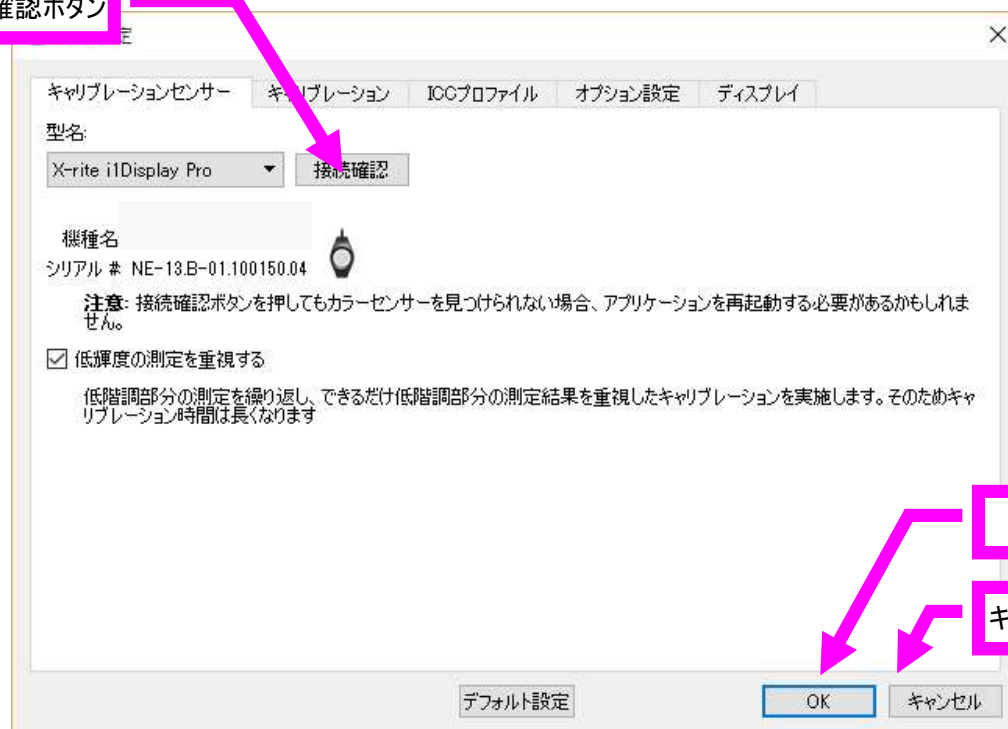 確認ボタン
定
キャリブレーションセンサー キャリブレーション ICCプロファイル オプション設定 ディスプレイ
型名:
X-rite i1Display Pro 接続確認
機種名
シリアル # NE-13.B-01.100150.04
注意: 接続確認ボタンを押してもカラーセンサーを見つけられない場合、アプリケーションを再起動する必要があるかもしれま
せん。
低輝度の測定を重視する
低階調部分の測定を繰り返し、できるだけ低階調部分の測定結果を重視したキャリブレーションを実施します。そのためキャ
リブレーション時間は長くなります
キ
デフォルト設定 OK キャンセル